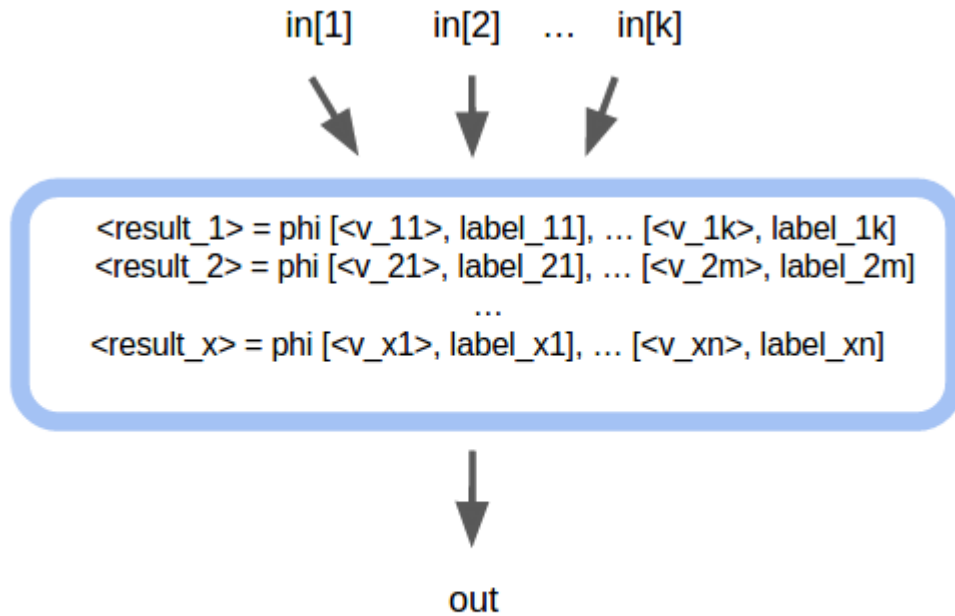 in[1] in[2] … in[k]
<result_1> = phi [<v_11>, label_11], … [<v_1k>, label_1k]
<result_2> = phi [<v_21>, label_21], … [<v_2m>, label_2m]
…
<result_x> = phi [<v_x1>, label_x1], … [<v_xn>, label_xn]
out